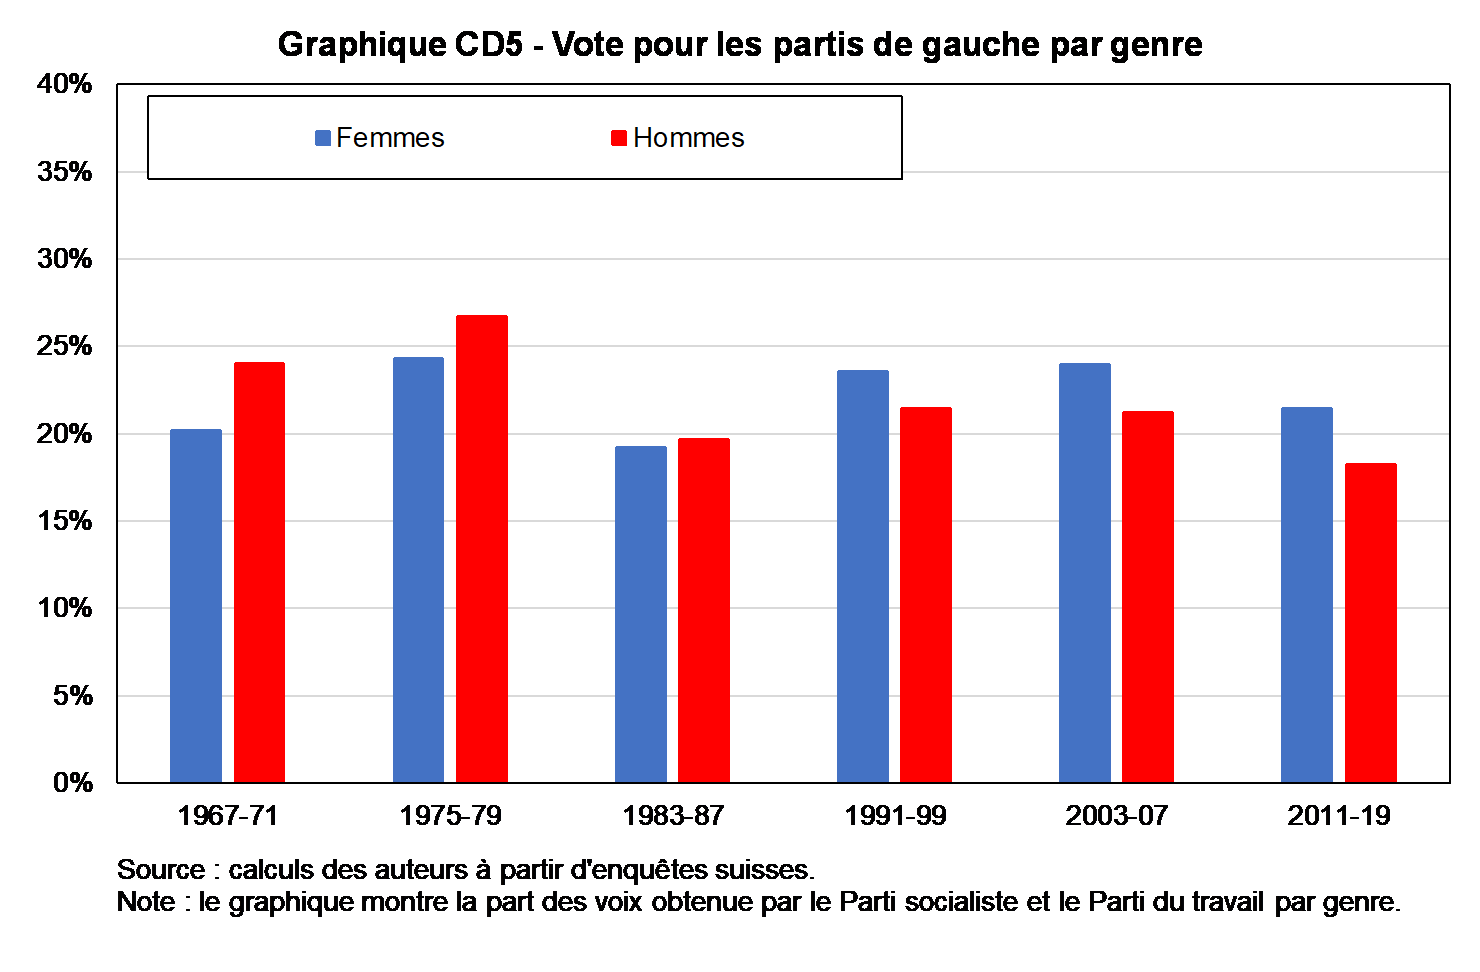 Graphique CD5 - Vote pour les partis de gauche par genre
40%
Femmes Hommes
35%
30%
25%
20%
15%
10%
5%
0%
1967-71 1975-79 1983-87 1991-99 2003-07 2011-19
Source : calculs des auteurs à partir d'enquêtes suisses.
Note : le graphique montre la part des voix obtenue par le Parti socialiste et le Parti du travail par genre.